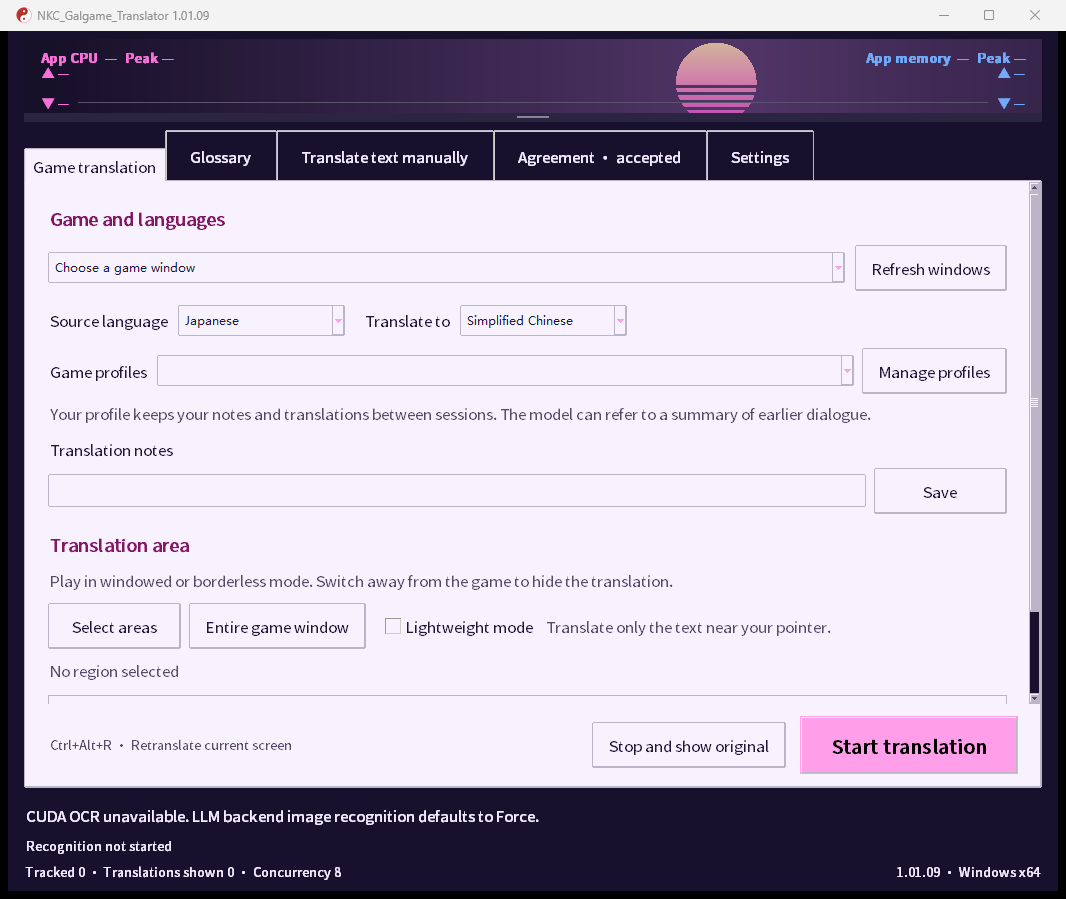 NKC_Galgame_Translator 1.01.09
App CPU — Peak —
▲ —
▼ —
App memory — Peak —
▲ —
▼ —
Game translation
Glossary
Translate text manually
Agreement • accepted
Settings
Game and languages
Choose a game window
Refresh windows
Source language
Japanese
Translate to
Simplified Chinese
Game profiles
Manage profiles
Your profile keeps your notes and translations between sessions. The model can refer to a summary of earlier dialogue.
Translation notes
Save
Translation area
Play in windowed or borderless mode. Switch away from the game to hide the translation.
Select areas
Entire game window
Lightweight mode
Translate only the text near your pointer.
No region selected
Ctrl+Alt+R • Retranslate current screen
Stop and show original
Start translation
CUDA OCR unavailable. LLM backend image recognition defaults to Force.
Recognition not started
Tracked 0 • Translations shown 0 • Concurrency 8
1.01.09 • Windows x64